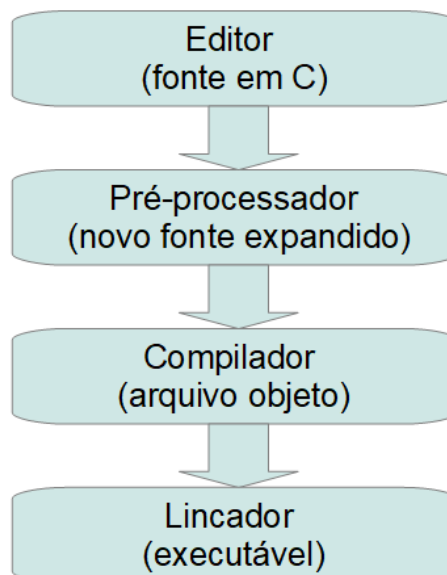 Editor
(fonte em C)
Pré-processador
(novo fonte expandido)
Compilador
(arquivo objeto)
Lincador
(executável)